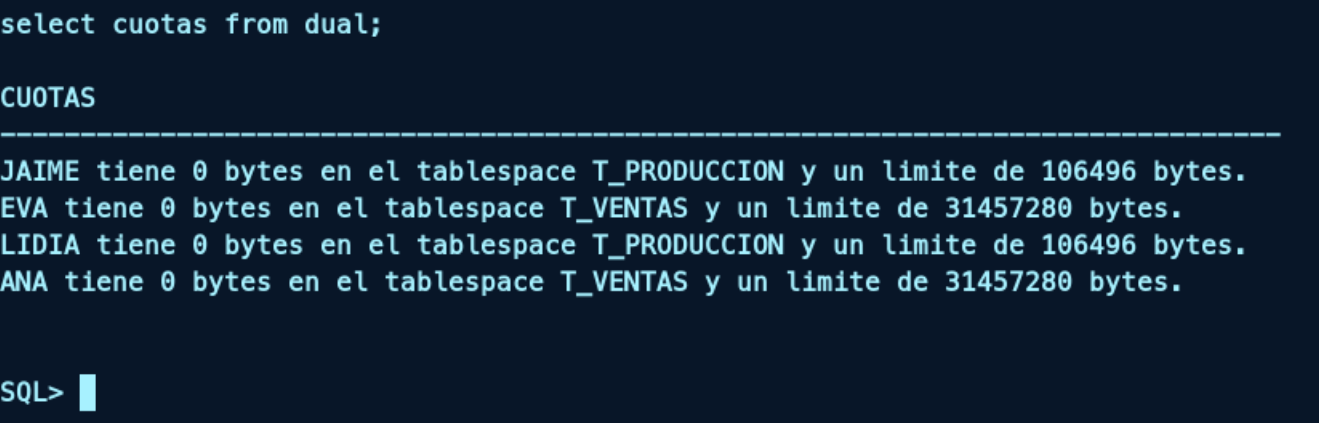 select cuotas from dual;
CUOTAS
--------------------------------------------------------------------------------
JAIME tiene 0 bytes en el tablespace T_PRODUCCION y un limite de 106496 bytes.
EVA tiene 0 bytes en el tablespace T_VENTAS y un limite de 31457280 bytes.
LIDIA tiene 0 bytes en el tablespace T_PRODUCCION y un limite de 106496 bytes.
ANA tiene 0 bytes en el tablespace T_VENTAS y un limite de 31457280 bytes.
SQL>